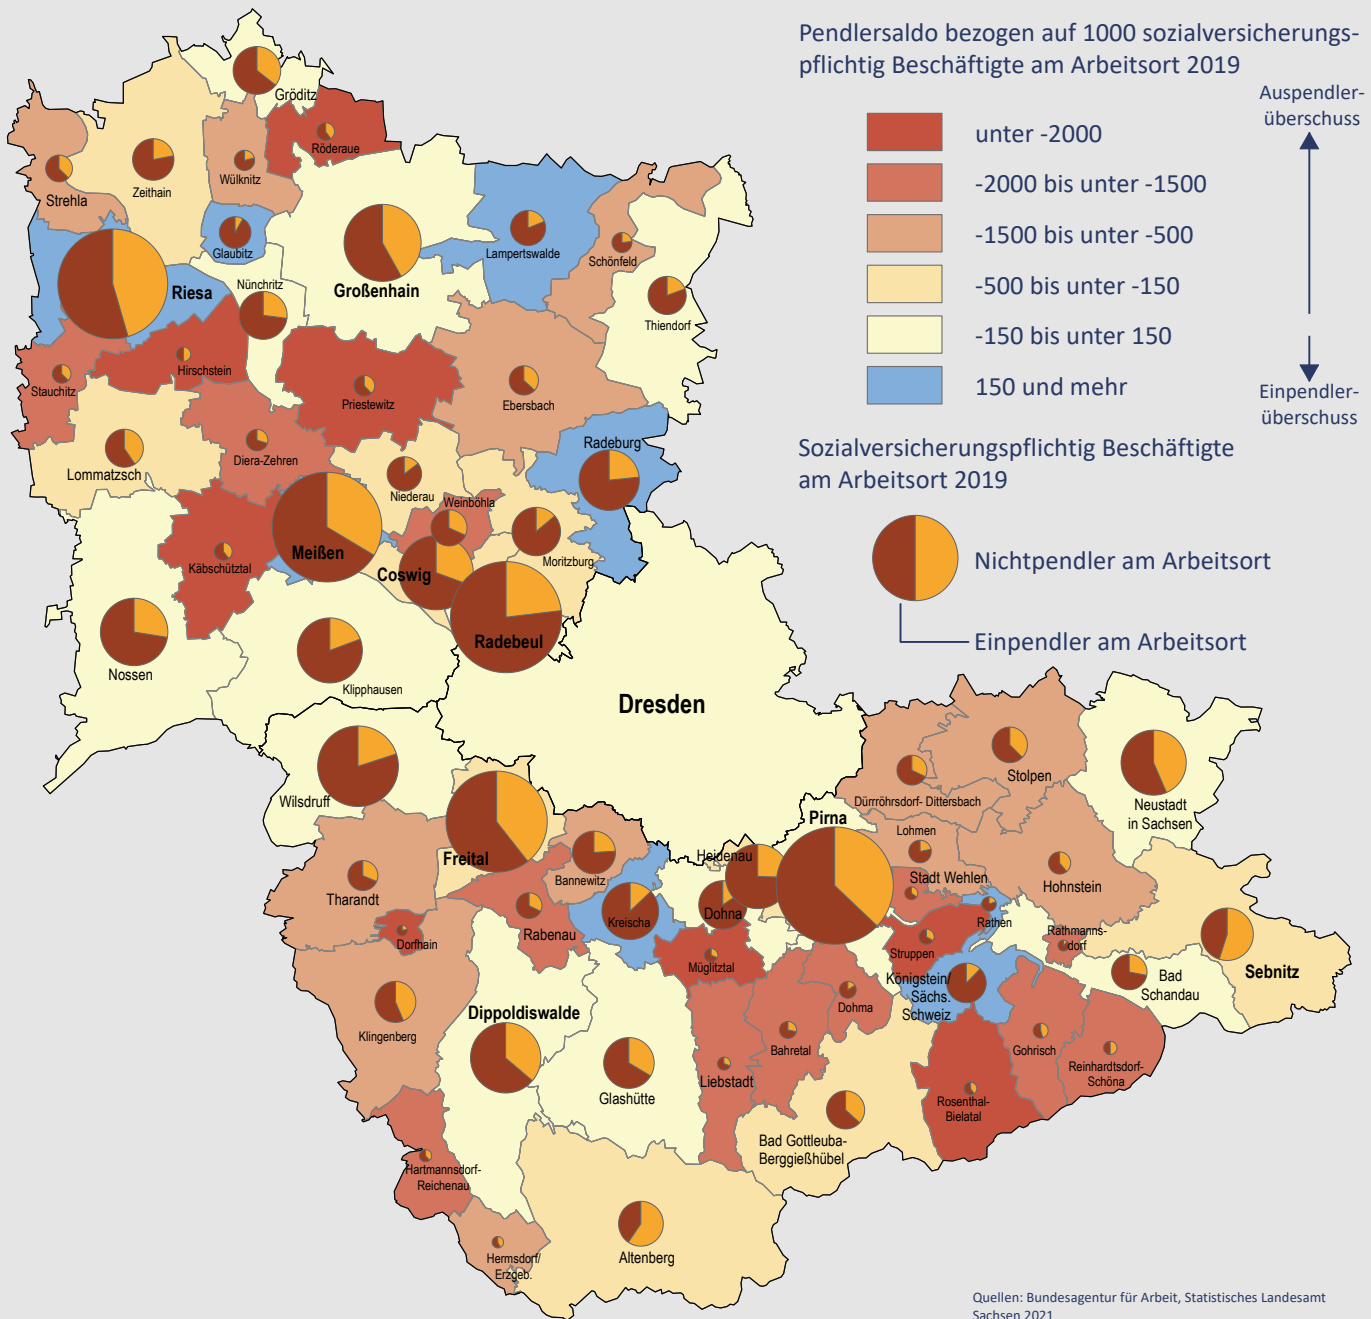 Pendlersaldo bezogen auf 1000 sozialversicherungs-
pflichtig Beschäftigte am Arbeitsort 2019
Auspendler-
überschuss
unter -2000
-2000 bis unter -1500
-1500 bis unter -500
-500 bis unter -150
-150 bis unter 150
150 und mehr
Einpendler-
überschuss
Sozialversicherungspflichtig Beschäftigte
am Arbeitsort 2019
Nichtpendler am Arbeitsort
Einpendler am Arbeitsort
Gröditz
Röderaue
Wülknitz
Zeithain
Strehla
Glaubitz
Lampertswalde
Schönfeld
Nünchritz
Riesa
Großenhain
Thiendorf
Hirschstein
Stauchitz
Priestewitz
Ebersbach
Radeburg
Diera-Zehren
Lommatzsch
Niederau
Weinböhla
Meißen
Moritzburg
Käbschütztal
Coswig
Radebeul
Nossen
Klipphausen
Dresden
Wilsdruff
Stolpen
Dürrröhrsdorf- Dittersbach
Neustadt
in Sachsen
Pirna
Lohmen
Heidenau
Freital
Bannewitz
Stadt Wehlen
Hohnstein
Tharandt
Dohna
Kreischa
Rathen
Rathmanns-
dorf
Rabenau
Dorfhain
Struppen
Müglitztal
Sebnitz
Königstein/
Sächs.
Schweiz
Bad
Schandau
Dippoldiswalde
Dohma
Klingenberg
Bahretal
Gohrisch
Reinhardtsdorf-
Schöna
Liebstadt
Glashütte
Rosenthal-
Bielatal
Bad Gottleuba-
Berggießhübel
Hartmannsdorf-
Reichenau
Hermsdorf/
Erzgeb.
Altenberg
Quellen: Bundesagentur für Arbeit, Statistisches Landesamt
Sachsen 2021